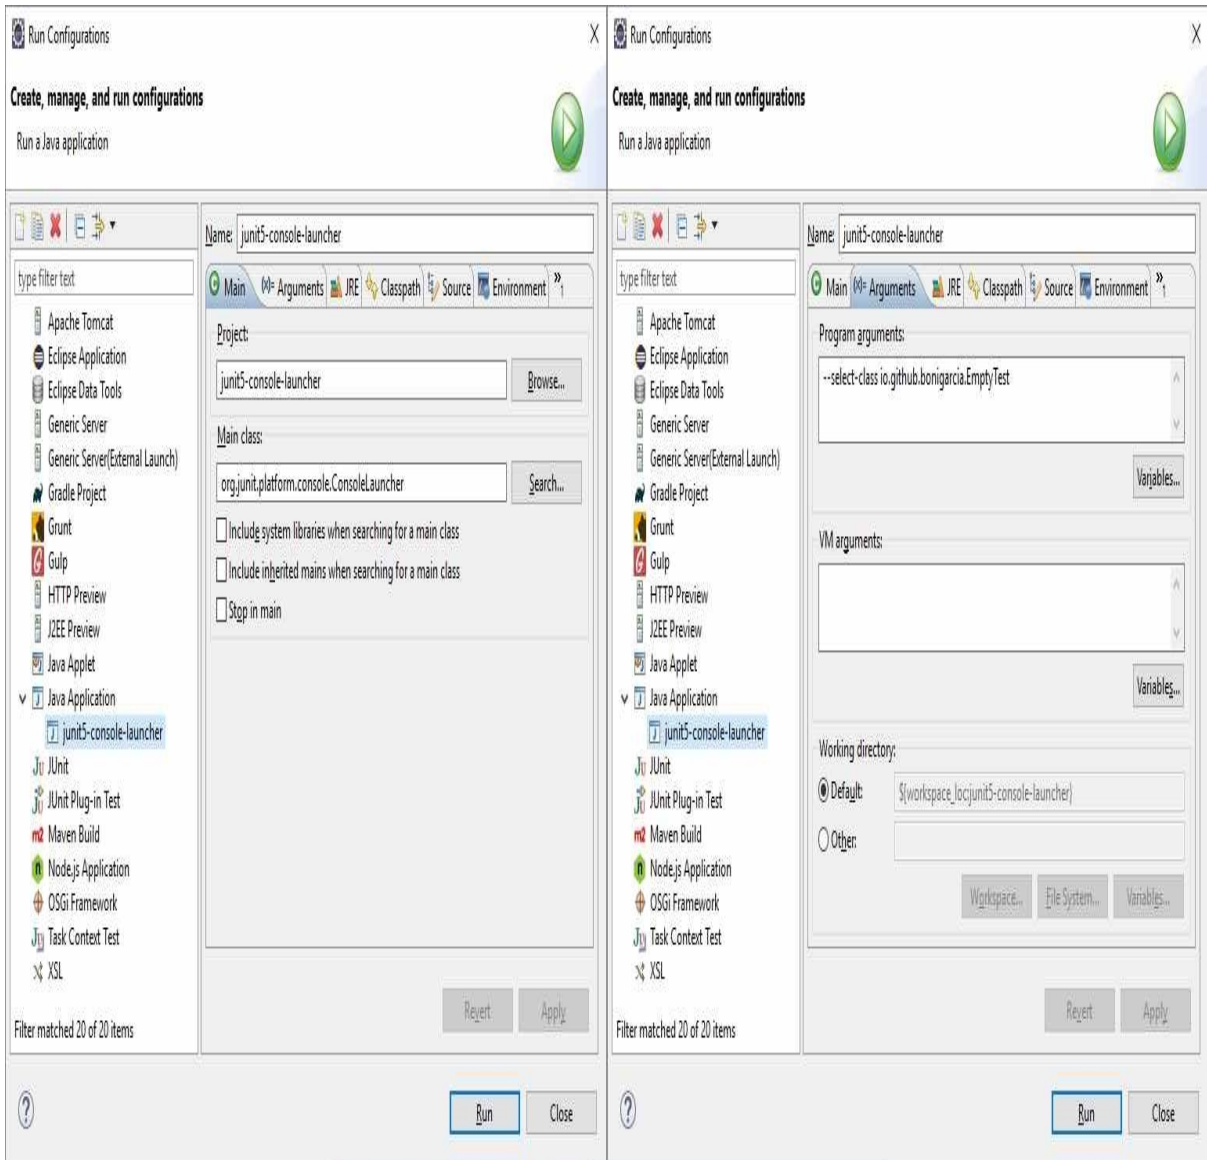 Run Configurations
X
Create, manage, and run configurations
Run a Java application
Name: junit5-console-launcher
type filter text
Main (x)= Arguments JRE Classpath Source Environment »1
Apache Tomcat
Eclipse Application
Eclipse Data Tools
Generic Server
Generic Server(External Launch)
Gradle Project
Grunt
Gulp
HTTP Preview
J2EE Preview
Java Applet
Java Application
junit5-console-launcher
JUnit
JUnit Plug-in Test
Maven Build
Node.js Application
OSGi Framework
Task Context Test
XSL
Filter matched 20 of 20 items
Project:
junit5-console-launcher
Browse...
Main class:
org.junit.platform.console.ConsoleLauncher
Search...
Include system libraries when searching for a main class
Include inherited mains when searching for a main class
Stop in main
Revert Apply
? Run Close
Run Configurations
X
Create, manage, and run configurations
Run a Java application
Name: junit5-console-launcher
type filter text
Main (x)= Arguments JRE Classpath Source Environment »1
Apache Tomcat
Eclipse Application
Eclipse Data Tools
Generic Server
Generic Server(External Launch)
Gradle Project
Grunt
Gulp
HTTP Preview
J2EE Preview
Java Applet
Java Application
junit5-console-launcher
JUnit
JUnit Plug-in Test
Maven Build
Node.js Application
OSGi Framework
Task Context Test
XSL
Filter matched 20 of 20 items
Program arguments:
--select-class io.github.bonigarcia.EmptyTest
Variables...
VM arguments:
Variables...
Working directory:
Default: ${workspace_loc:junit5-console-launcher}
Other:
Workspace... File System... Variables...
Revert Apply
? Run Close